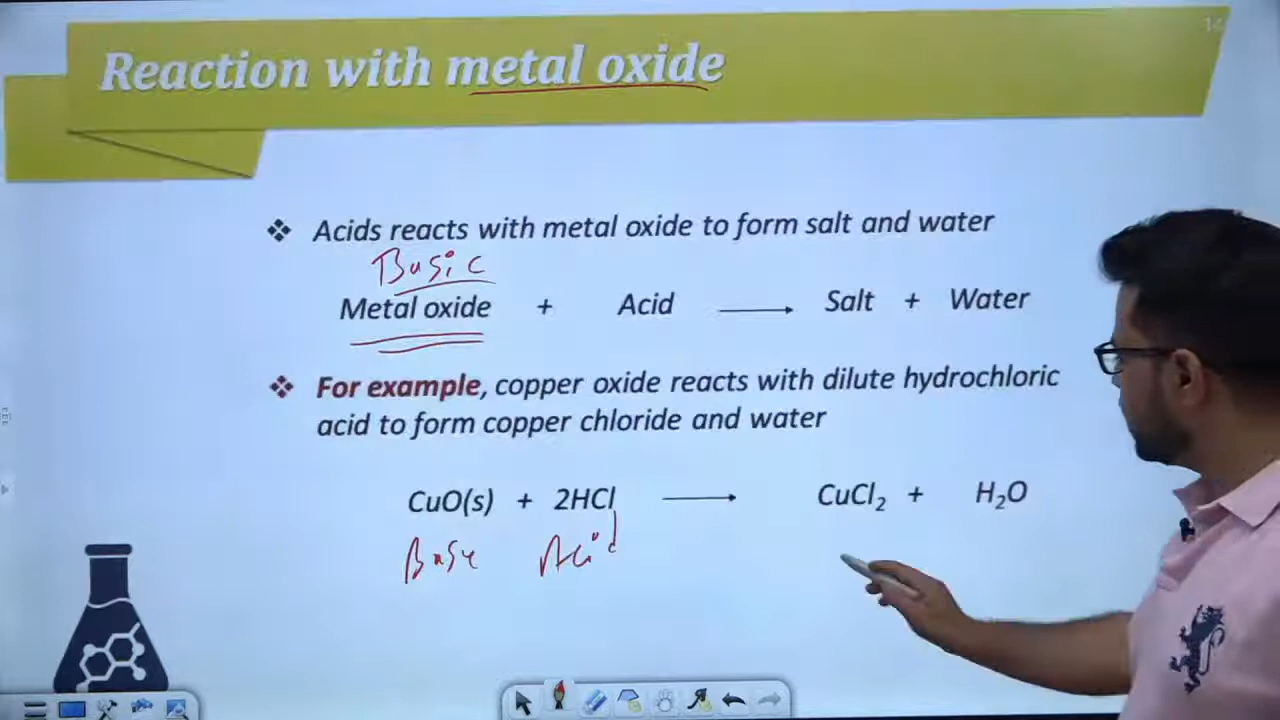 14
Reaction with metal oxide
❖ Acids reacts with metal oxide to form salt and water
Basic
Metal oxide + Acid ⟶ Salt + Water
❖ For example, copper oxide reacts with dilute hydrochloric
acid to form copper chloride and water
CuO(s) + 2HCl ⟶ CuCl₂ + H₂O
Base Acid